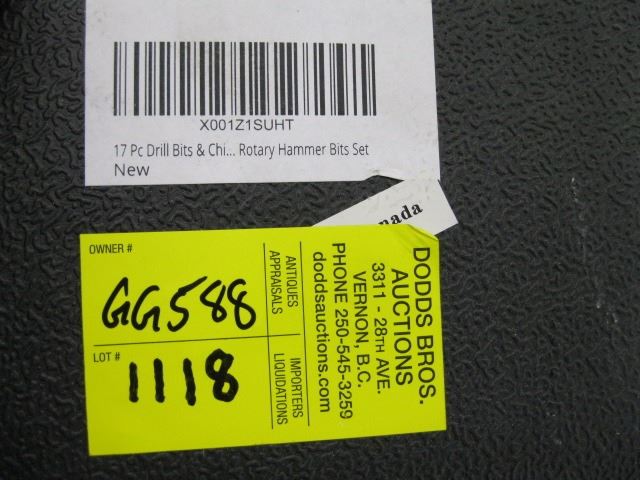 X001Z1SUHT
17 Pc Drill Bits & Chi... Rotary Hammer Bits Set
New
OWNER #
GG588
LOT #
1118
ANTIQUES
APPRAISALS
IMPORTERS
LIQUIDATIONS
DODDS BROS.
AUCTIONS
3311 - 28TH AVE.
VERNON, B.C.
PHONE 250-545-3259
doddsauctions.com